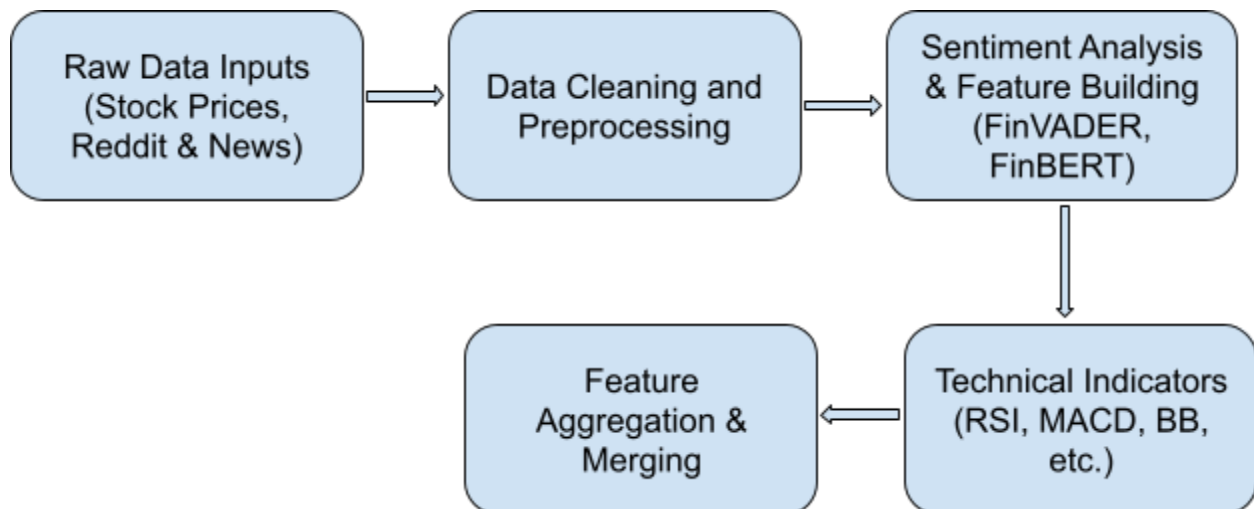 Raw Data Inputs
(Stock Prices,
Reddit & News)
Data Cleaning and
Preprocessing
Sentiment Analysis
& Feature Building
(FinVADER,
FinBERT)
Technical Indicators
(RSI, MACD, BB,
etc.)
Feature
Aggregation &
Merging